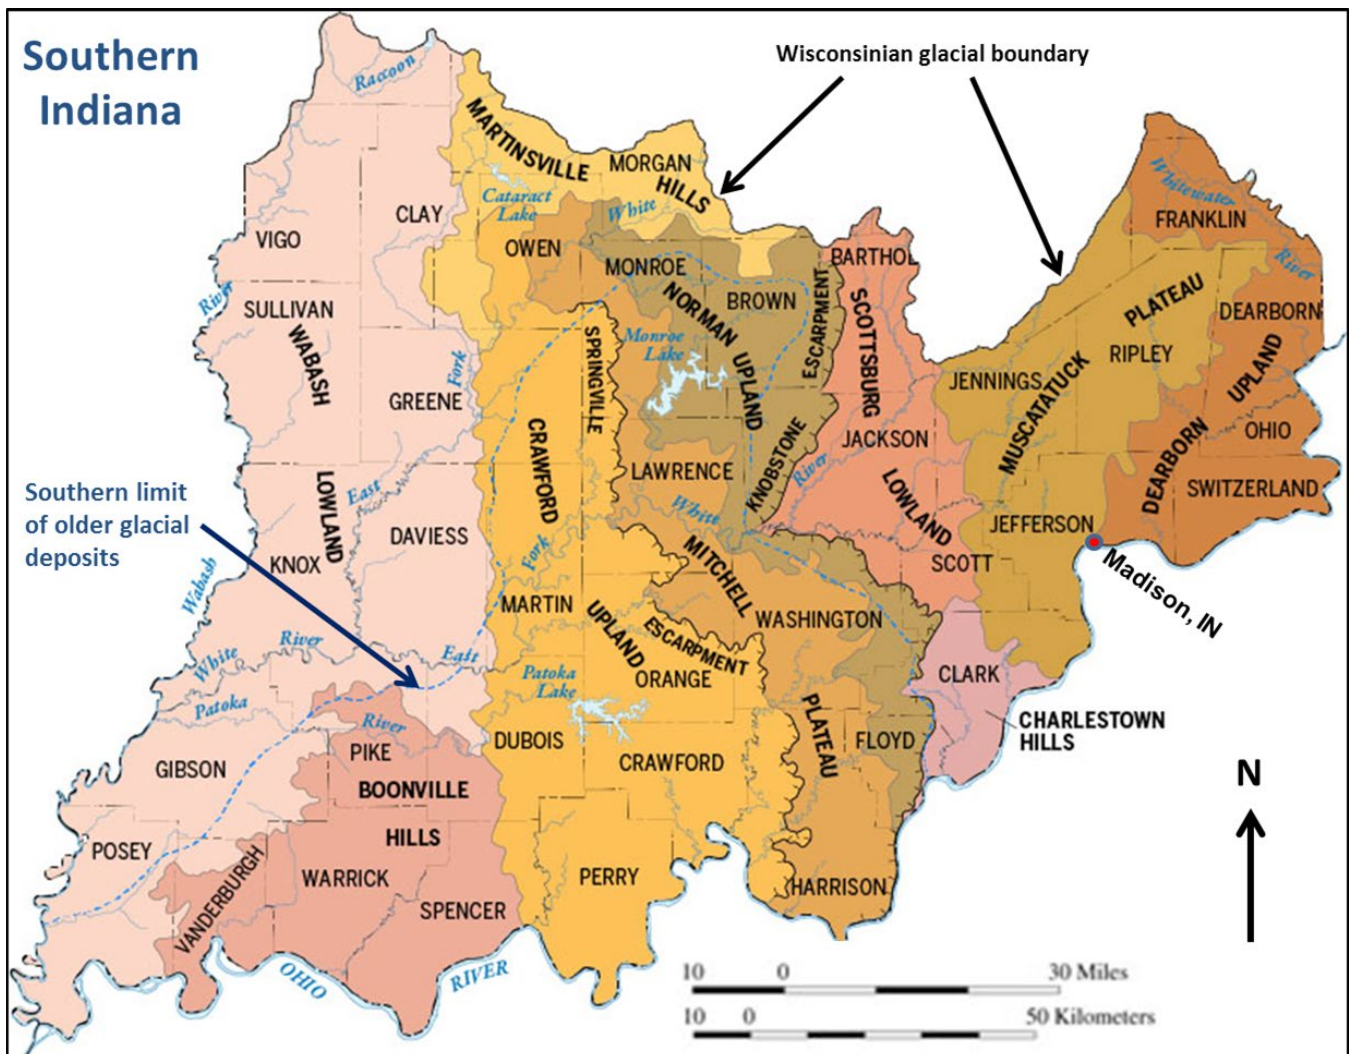 Southern
Indiana
Wisconsinian glacial boundary
Raccoon
MARTINSVILLE
HILLS
MORGAN
Cataract
Lake
White
CLAY
VIGO
OWEN
MONROE
BROWN
BARTHOL
FRANKLIN
Whitewater
River
DEARBORN
River
SULLIVAN
WABASH
LOWLAND
GREENE
Fork
SPRINGVILLE
NORMAN
UPLAND
Monroe
Lake
ESCARPMENT
KNOBSTONE
SCOTTSBURG
LOWLAND
JENNINGS
MUSCATATUCK
PLATEAU
RIPLEY
DEARBORN
UPLAND
OHIO
SWITZERLAND
CRAWFORD
UPLAND
LAWRENCE
JACKSON
River
East
White
Southern limit
of older glacial
deposits
DAVIESS
KNOX
Wabash
Fork
MARTIN
MITCHELL
PLATEAU
WASHINGTON
SCOTT
JEFFERSON
Madison, IN
ESCARPMENT
ORANGE
White
River
East
Patoka
River
Patoka
Lake
CLARK
CHARLESTOWN
HILLS
PIKE
DUBOIS
CRAWFORD
FLOYD
GIBSON
BOONVILLE
HILLS
POSEY
VANDERBURGH
WARRICK
SPENCER
PERRY
HARRISON
OHIO
RIVER
N
10 0 30 Miles
10 0 50 Kilometers